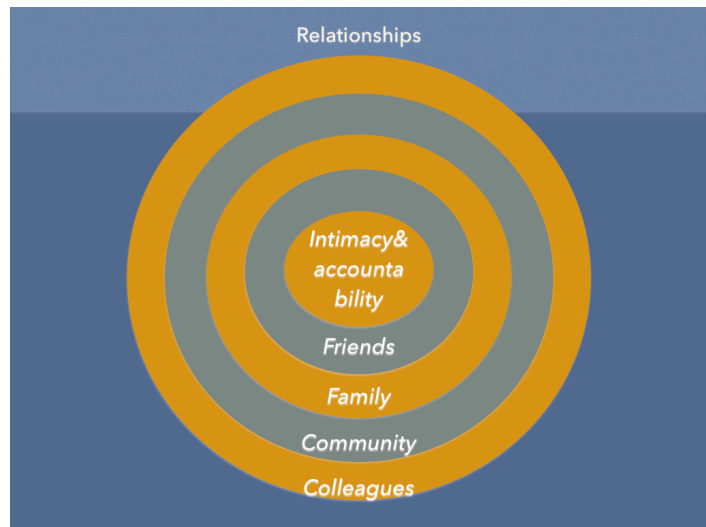 Relationships
Intimacy&
accounta
bility
Friends
Family
Community
Colleagues